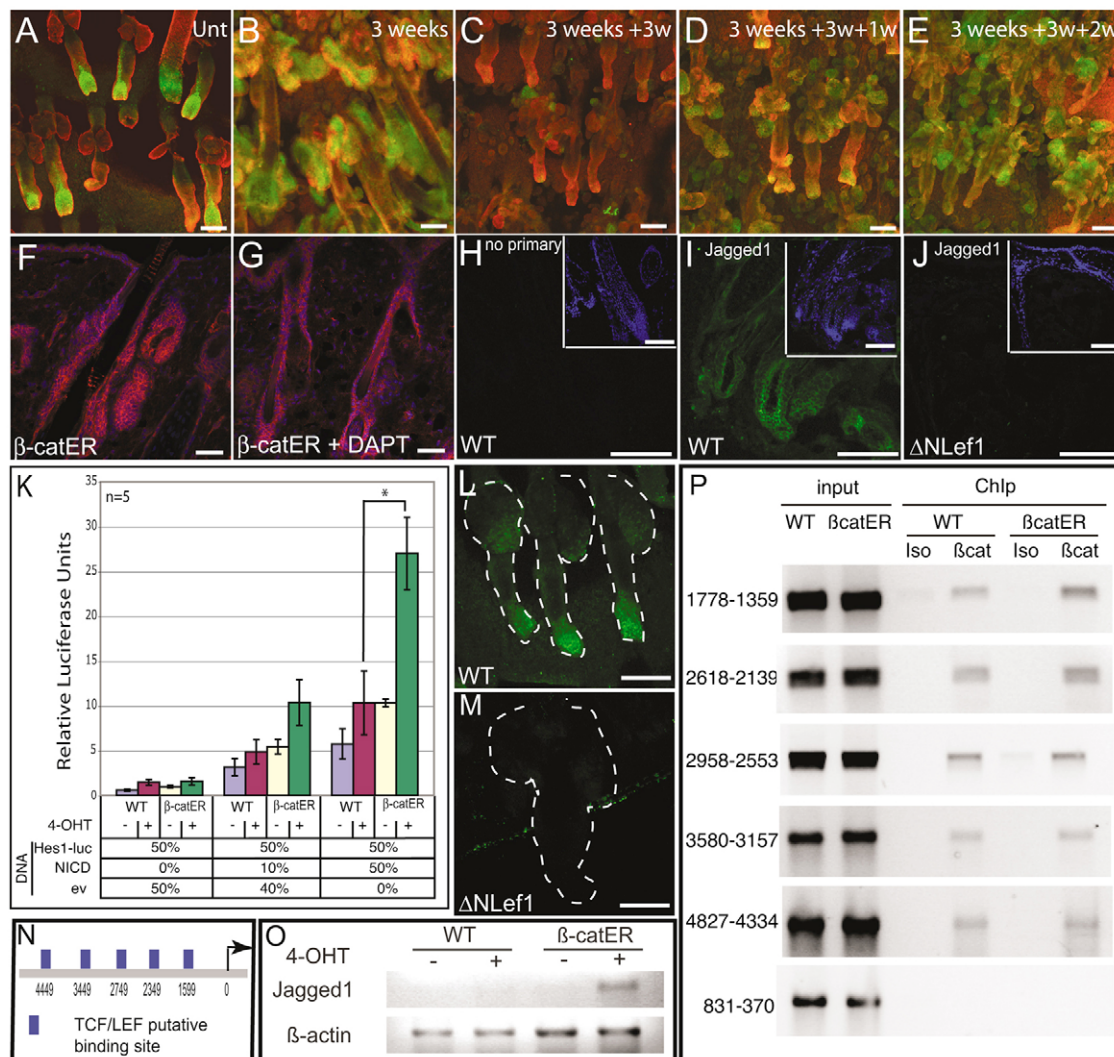 A Unt
B 3 weeks
C 3 weeks +3w
D 3 weeks +3w+1w
E 3 weeks +3w+2w
F β-catER
G β-catER + DAPT
H no primary WT
I Jagged1 WT
J Jagged1 ΔNLef1
K
n=5
*
Relative Luciferase Units
35
30
25
20
15
10
5
0
WT β-catER WT β-catER WT β-catER
4-OHT - + - + - + - + - + - +
DNA
Hes1-luc 50% 50% 50%
NICD 0% 10% 50%
ev 50% 40% 0%
L
WT
M
ΔNLef1
N
4449 3449 2749 2349 1599 0
TCF/LEF putative
binding site
O
WT ß-catER
4-OHT - + - +
Jagged1
ß-actin
P
input ChIp
WT ßcatER WT ßcatER
Iso ßcat Iso ßcat
1778-1359
2618-2139
2958-2553
3580-3157
4827-4334
831-370